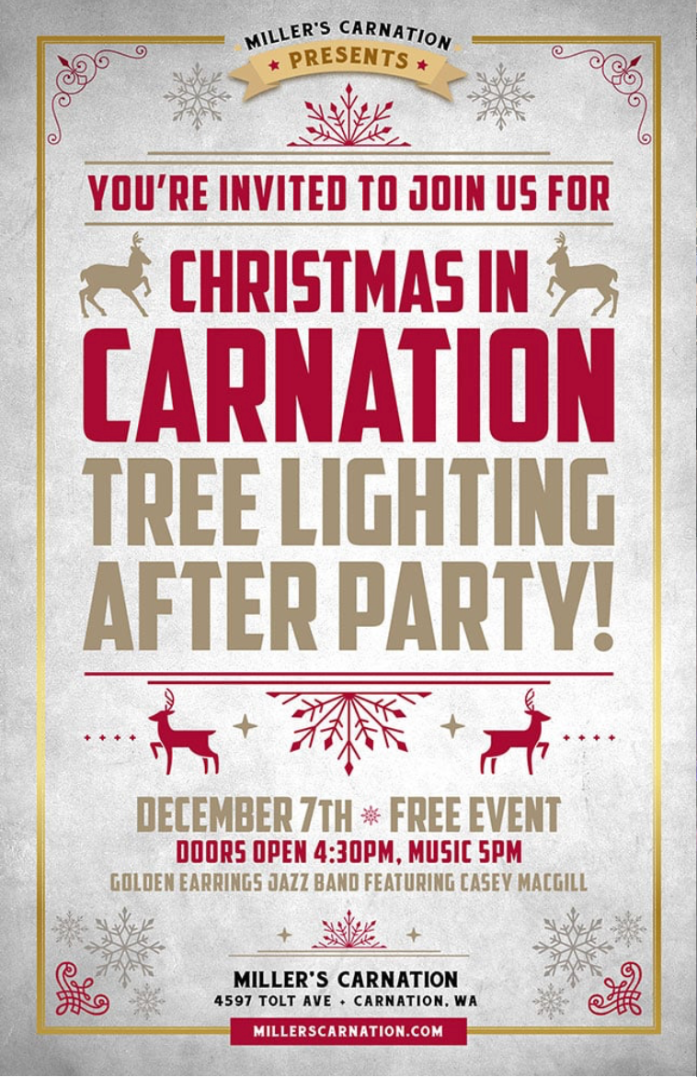 MILLER'S CARNATION
PRESENTS
YOU'RE INVITED TO JOIN US FOR
CHRISTMAS IN
CARNATION
TREE LIGHTING
AFTER PARTY!
DECEMBER 7TH FREE EVENT
DOORS OPEN 4:30PM, MUSIC 5PM
GOLDEN EARRINGS JAZZ BAND FEATURING CASEY MACGILL
MILLER'S CARNATION
4597 TOLT AVE • CARNATION, WA
MILLERSCARNATION.COM